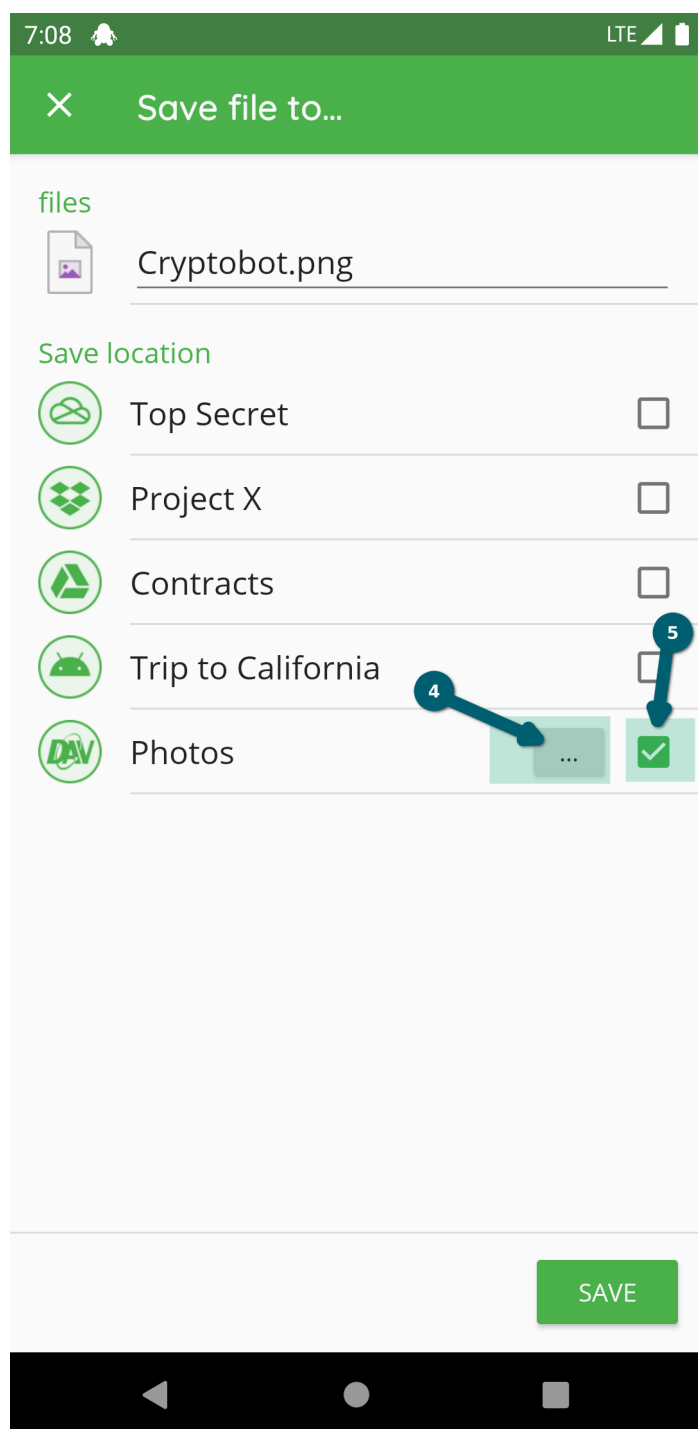 7:08 LTE
Save file to…
files
Cryptobot.png
Save location
Top Secret
Project X
Contracts
5
Trip to California
4
DAV Photos ...
SAVE